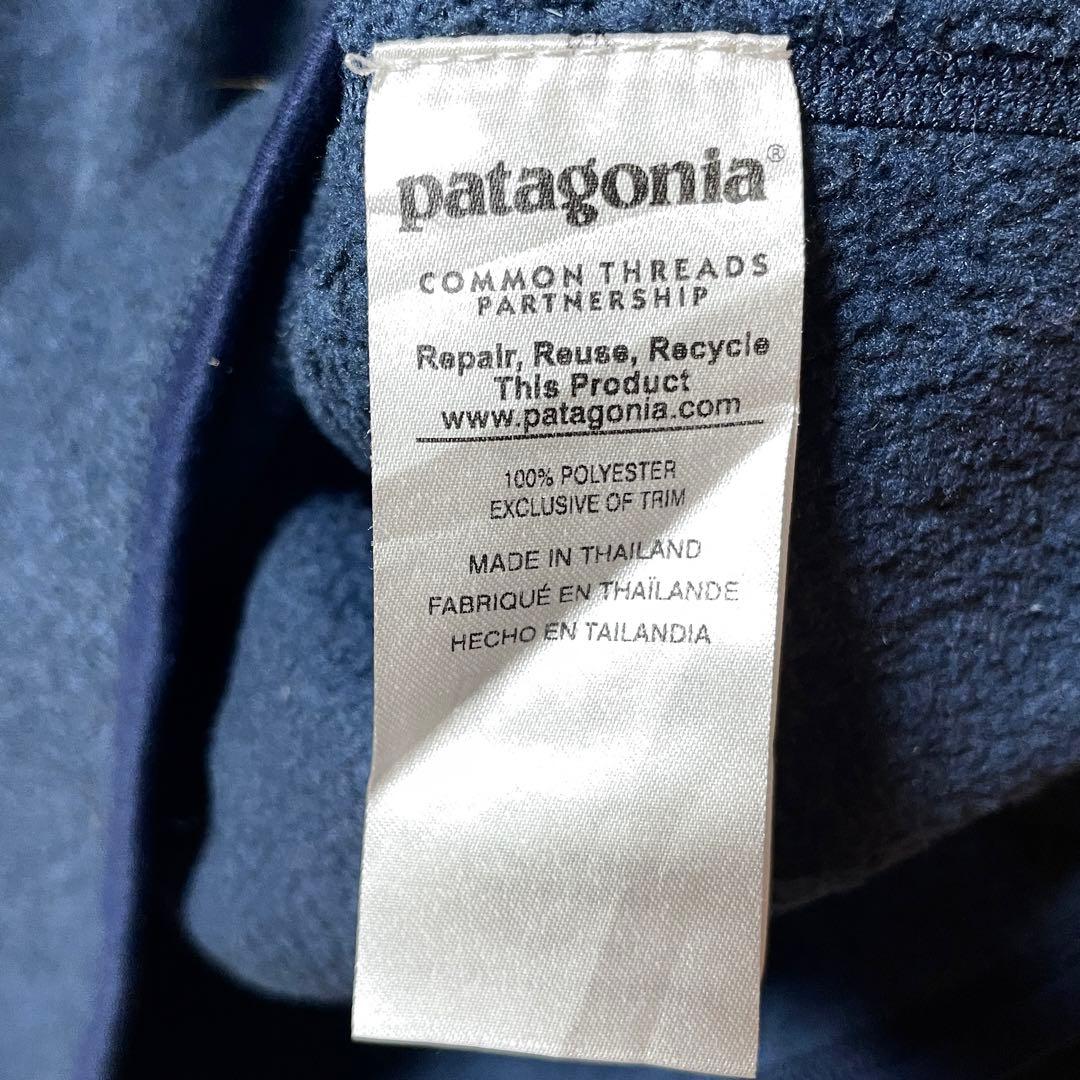 patagonia®
COMMON THREADS
PARTNERSHIP
Repair, Reuse, Recycle
This Product
www.patagonia.com
100% POLYESTER
EXCLUSIVE OF TRIM
MADE IN THAILAND
FABRIQUÉ EN THAÏLANDE
HECHO EN TAILANDIA